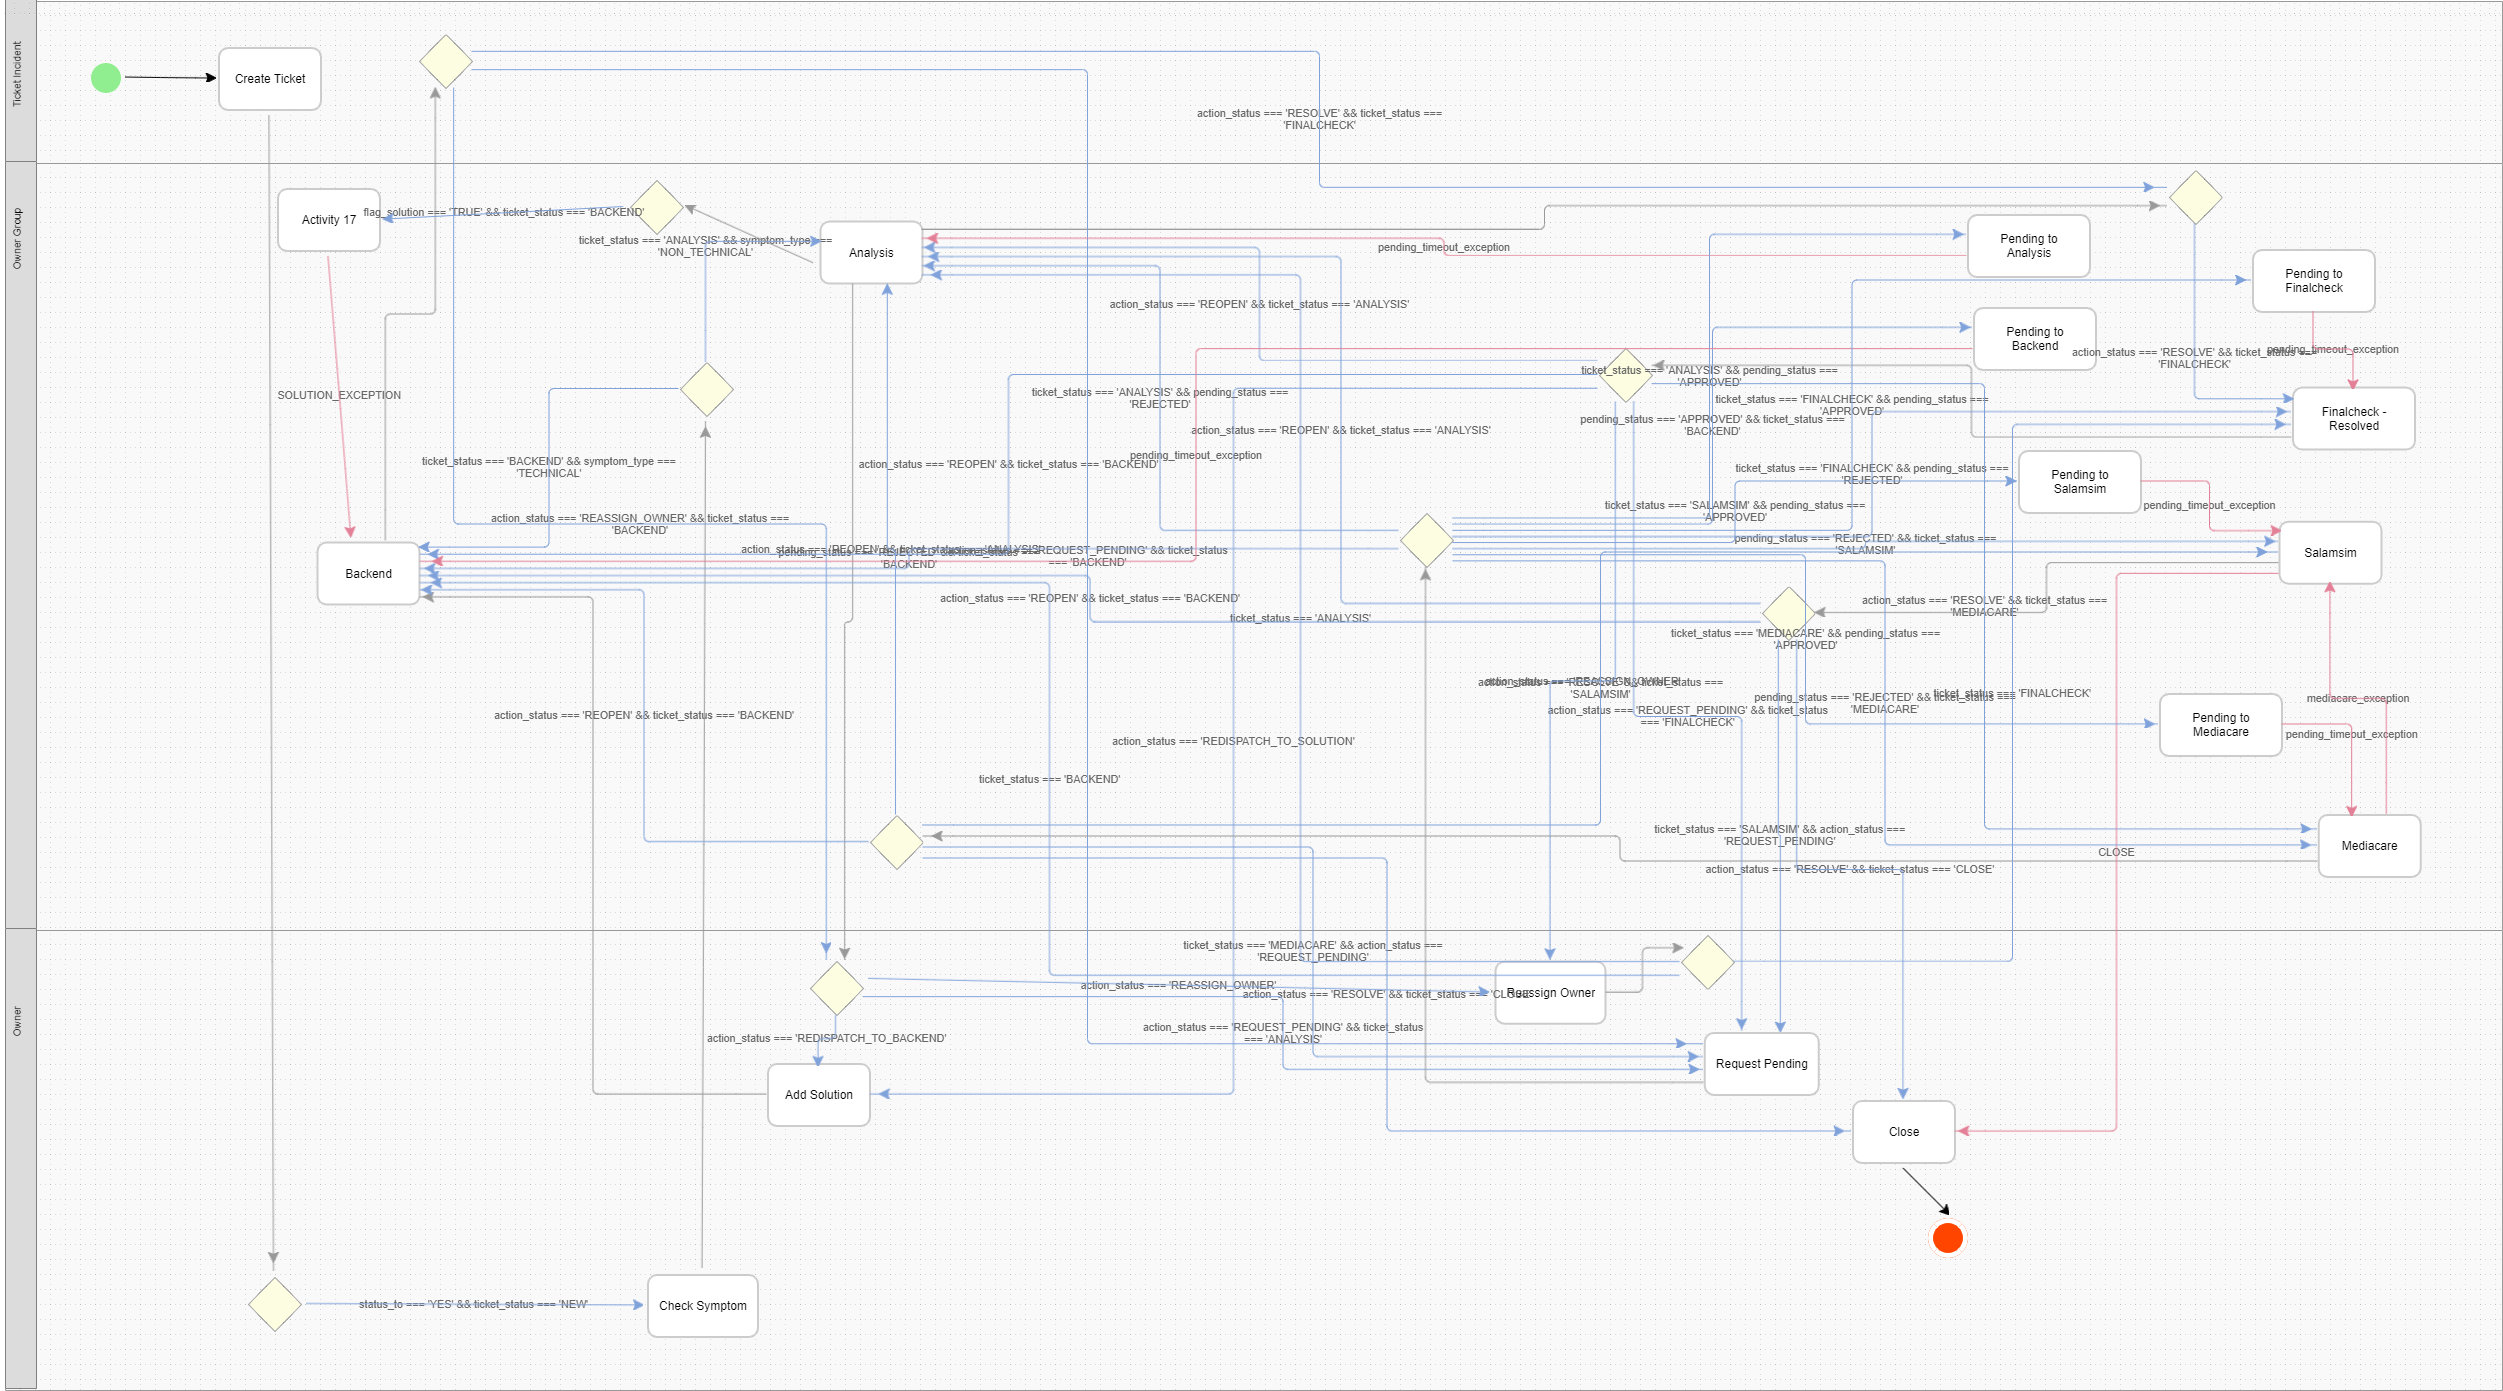 Ticket Incident
Create Ticket
action_status === 'RESOLVE' && ticket_status ===
'FINALCHECK'
Owner Group
Activity 17
flag_solution === 'TRUE' && ticket_status === 'BACKEND'
ticket_status === 'ANALYSIS' && symptom_type ===
'NON_TECHNICAL'
Analysis
pending_timeout_exception
Pending to
Analysis
Pending to
Finalcheck
action_status === 'REOPEN' && ticket_status === 'ANALYSIS'
Pending to
Backend
action_status === 'RESOLVE' && ticket_status ===
'FINALCHECK'
pending_timeout_exception
ticket_status === 'ANALYSIS' && pending_status ===
'APPROVED'
SOLUTION_EXCEPTION
ticket_status === 'ANALYSIS' && pending_status ===
'REJECTED'
ticket_status === 'FINALCHECK' && pending_status ===
'APPROVED'
Finalcheck -
Resolved
pending_status === 'APPROVED' && ticket_status ===
'BACKEND'
action_status === 'REOPEN' && ticket_status === 'ANALYSIS'
pending_timeout_exception
action_status === 'REOPEN' && ticket_status === 'BACKEND'
ticket_status === 'BACKEND' && symptom_type ===
'TECHNICAL'
ticket_status === 'FINALCHECK' && pending_status ===
'REJECTED'
Pending to
Salamsim
pending_timeout_exception
ticket_status === 'SALAMSIM' && pending_status ===
'APPROVED'
action_status === 'REASSIGN_OWNER' && ticket_status ===
'BACKEND'
pending_status === 'REJECTED' && ticket_status ===
'SALAMSIM'
Salamsim
action_status === 'REOPEN' && ticket_status === 'ANALYSIS'
pending_status === 'REJECTED' && ticket_status ===
'BACKEND'
action_status === 'REQUEST_PENDING' && ticket_status
=== 'BACKEND'
Backend
action_status === 'REOPEN' && ticket_status === 'BACKEND'
action_status === 'RESOLVE' && ticket_status ===
'MEDIACARE'
ticket_status === 'ANALYSIS'
ticket_status === 'MEDIACARE' && pending_status ===
'APPROVED'
action_status === 'REASSIGN_OWNER'
action_status === 'RESOLVE' && ticket_status ===
'SALAMSIM'
pending_status === 'REJECTED' && ticket_status ===
'MEDIACARE'
ticket_status === 'FINALCHECK'
mediacare_exception
action_status === 'REQUEST_PENDING' && ticket_status
=== 'FINALCHECK'
Pending to
Mediacare
pending_timeout_exception
action_status === 'REOPEN' && ticket_status === 'BACKEND'
action_status === 'REDISPATCH_TO_SOLUTION'
ticket_status === 'BACKEND'
ticket_status === 'SALAMSIM' && action_status ===
'REQUEST_PENDING'
CLOSE
Mediacare
action_status === 'RESOLVE' && ticket_status === 'CLOSE'
Owner
ticket_status === 'MEDIACARE' && action_status ===
'REQUEST_PENDING'
action_status === 'REASSIGN_OWNER'
action_status === 'RESOLVE' && ticket_status === 'CLOSE'
Reassign Owner
action_status === 'REQUEST_PENDING' && ticket_status
=== 'ANALYSIS'
action_status === 'REDISPATCH_TO_BACKEND'
Request Pending
Add Solution
Close
status_to === 'YES' && ticket_status === 'NEW'
Check Symptom